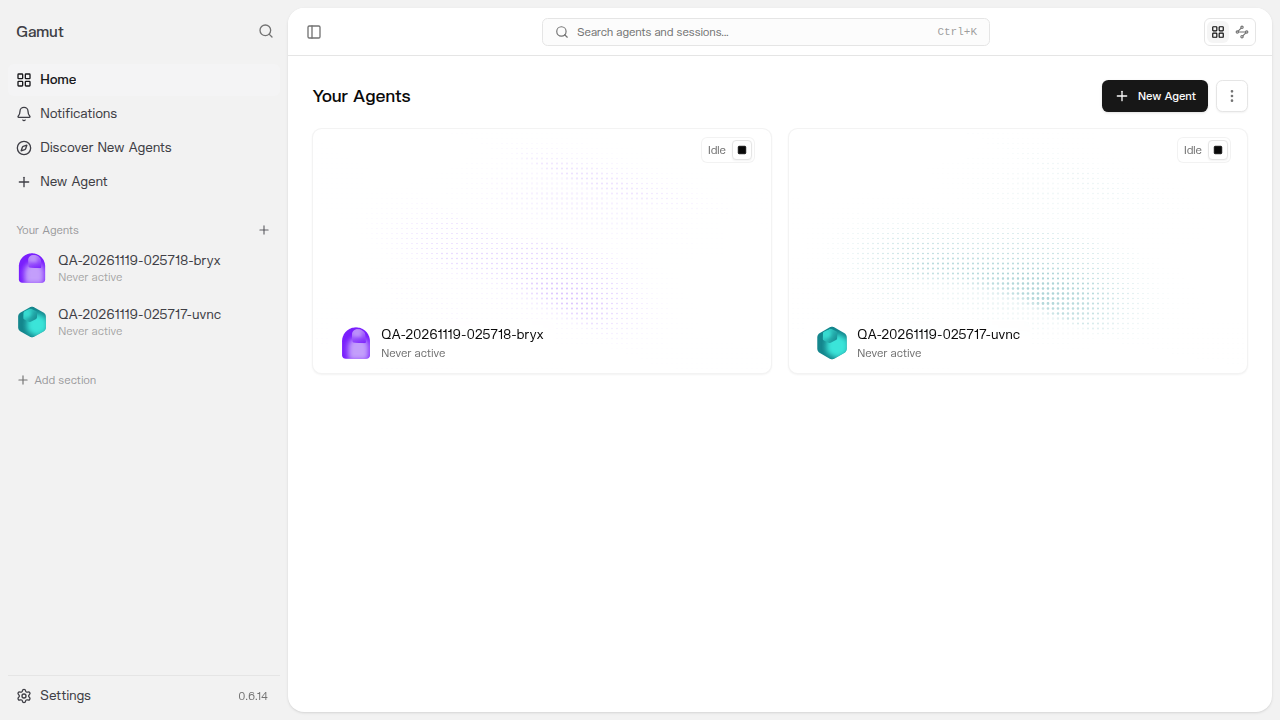 Gamut
Home
Notifications
Discover New Agents
New Agent
Your Agents
QA-20261119-025718-bryx
Never active
QA-20261119-025717-uvnc
Never active
Add section
Settings
0.6.14
Search agents and sessions...
Ctrl+K
Your Agents
New Agent
Idle
QA-20261119-025718-bryx
Never active
Idle
QA-20261119-025717-uvnc
Never active